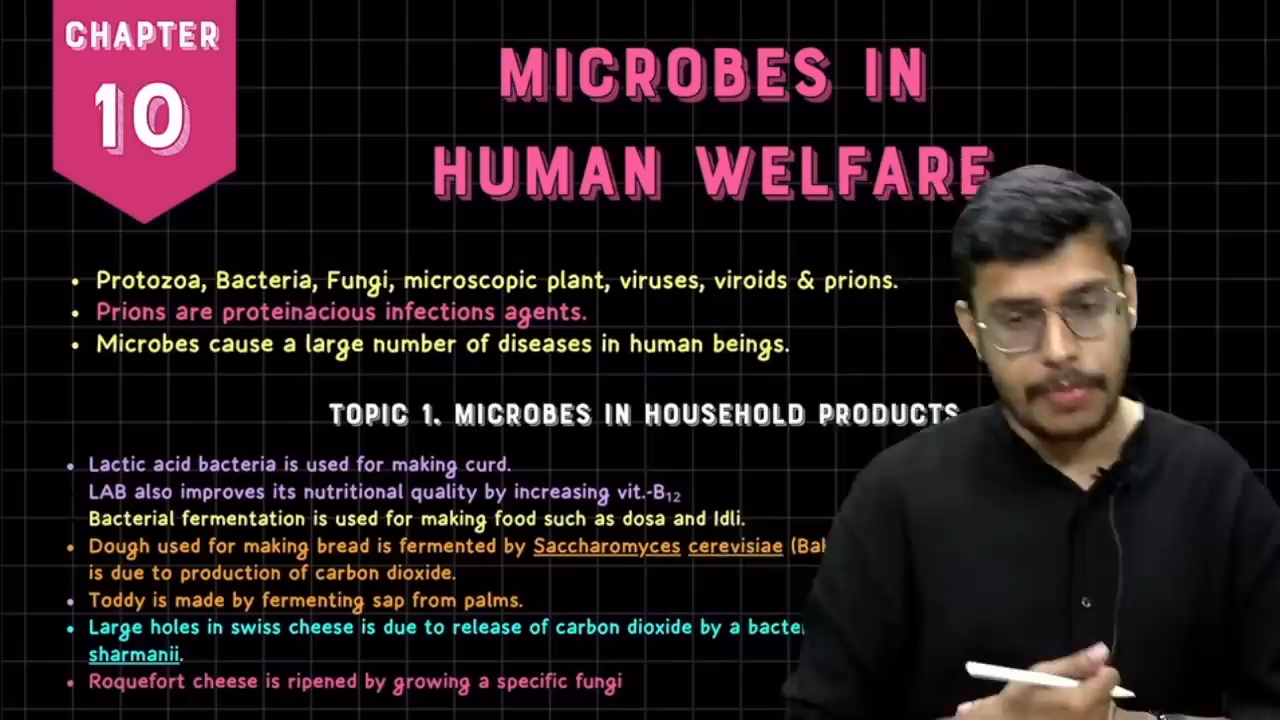 CHAPTER
10
MICROBES IN
HUMAN WELFARE
• Protozoa, Bacteria, Fungi, microscopic plant, viruses, viroids & prions.
• Prions are proteinacious infections agents.
• Microbes cause a large number of diseases in human beings.
TOPIC 1. MICROBES IN HOUSEHOLD PRODUCTS
• Lactic acid bacteria is used for making curd.
LAB also improves its nutritional quality by increasing vit.-B₁₂
Bacterial fermentation is used for making food such as dosa and Idli.
• Dough used for making bread is fermented by Saccharomyces cerevisiae
is due to production of carbon dioxide.
• Toddy is made by fermenting sap from palms.
• Large holes in swiss cheese is due to release of carbon dioxide by a
sharmanii.
• Roquefort cheese is ripened by growing a specific fungi